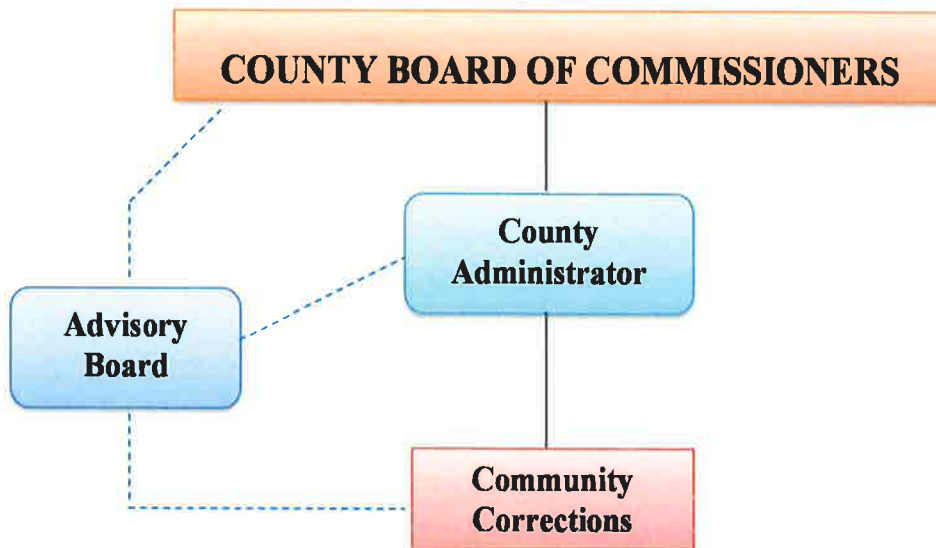 COUNTY BOARD OF COMMISSIONERS
County
Administrator
Advisory
Board
Community
Corrections